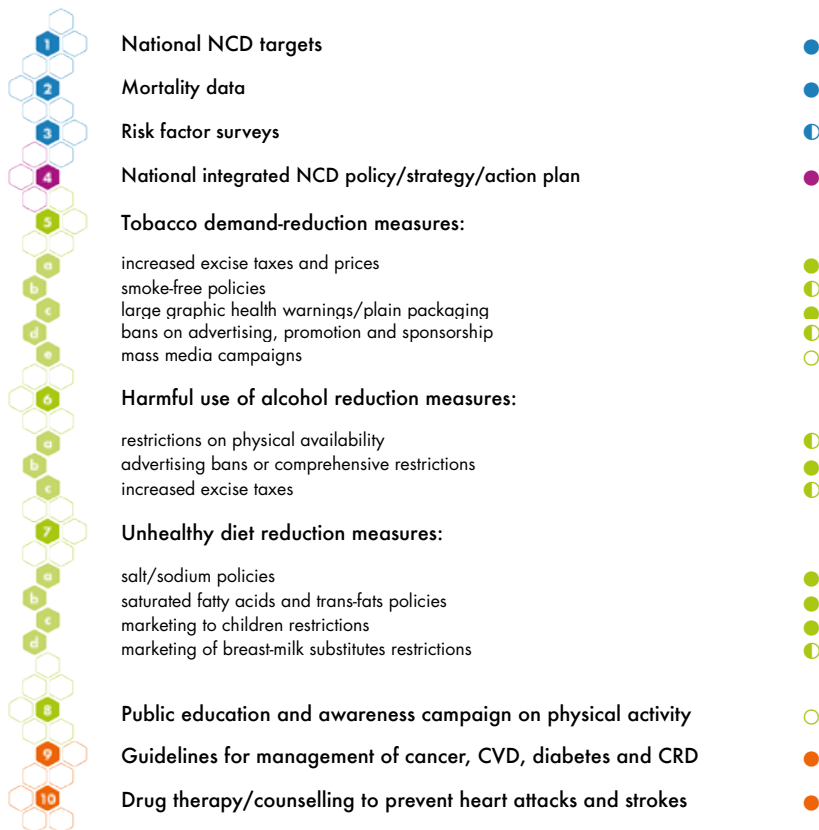 1 National NCD targets
2 Mortality data
3 Risk factor surveys
4 National integrated NCD policy/strategy/action plan
5 Tobacco demand-reduction measures:
a increased excise taxes and prices
b smoke-free policies
c large graphic health warnings/plain packaging
d bans on advertising, promotion and sponsorship
e mass media campaigns
6 Harmful use of alcohol reduction measures:
a restrictions on physical availability
b advertising bans or comprehensive restrictions
c increased excise taxes
7 Unhealthy diet reduction measures:
a salt/sodium policies
b saturated fatty acids and trans-fats policies
c marketing to children restrictions
d marketing of breast-milk substitutes restrictions
8 Public education and awareness campaign on physical activity
9 Guidelines for management of cancer, CVD, diabetes and CRD
10 Drug therapy/counselling to prevent heart attacks and strokes